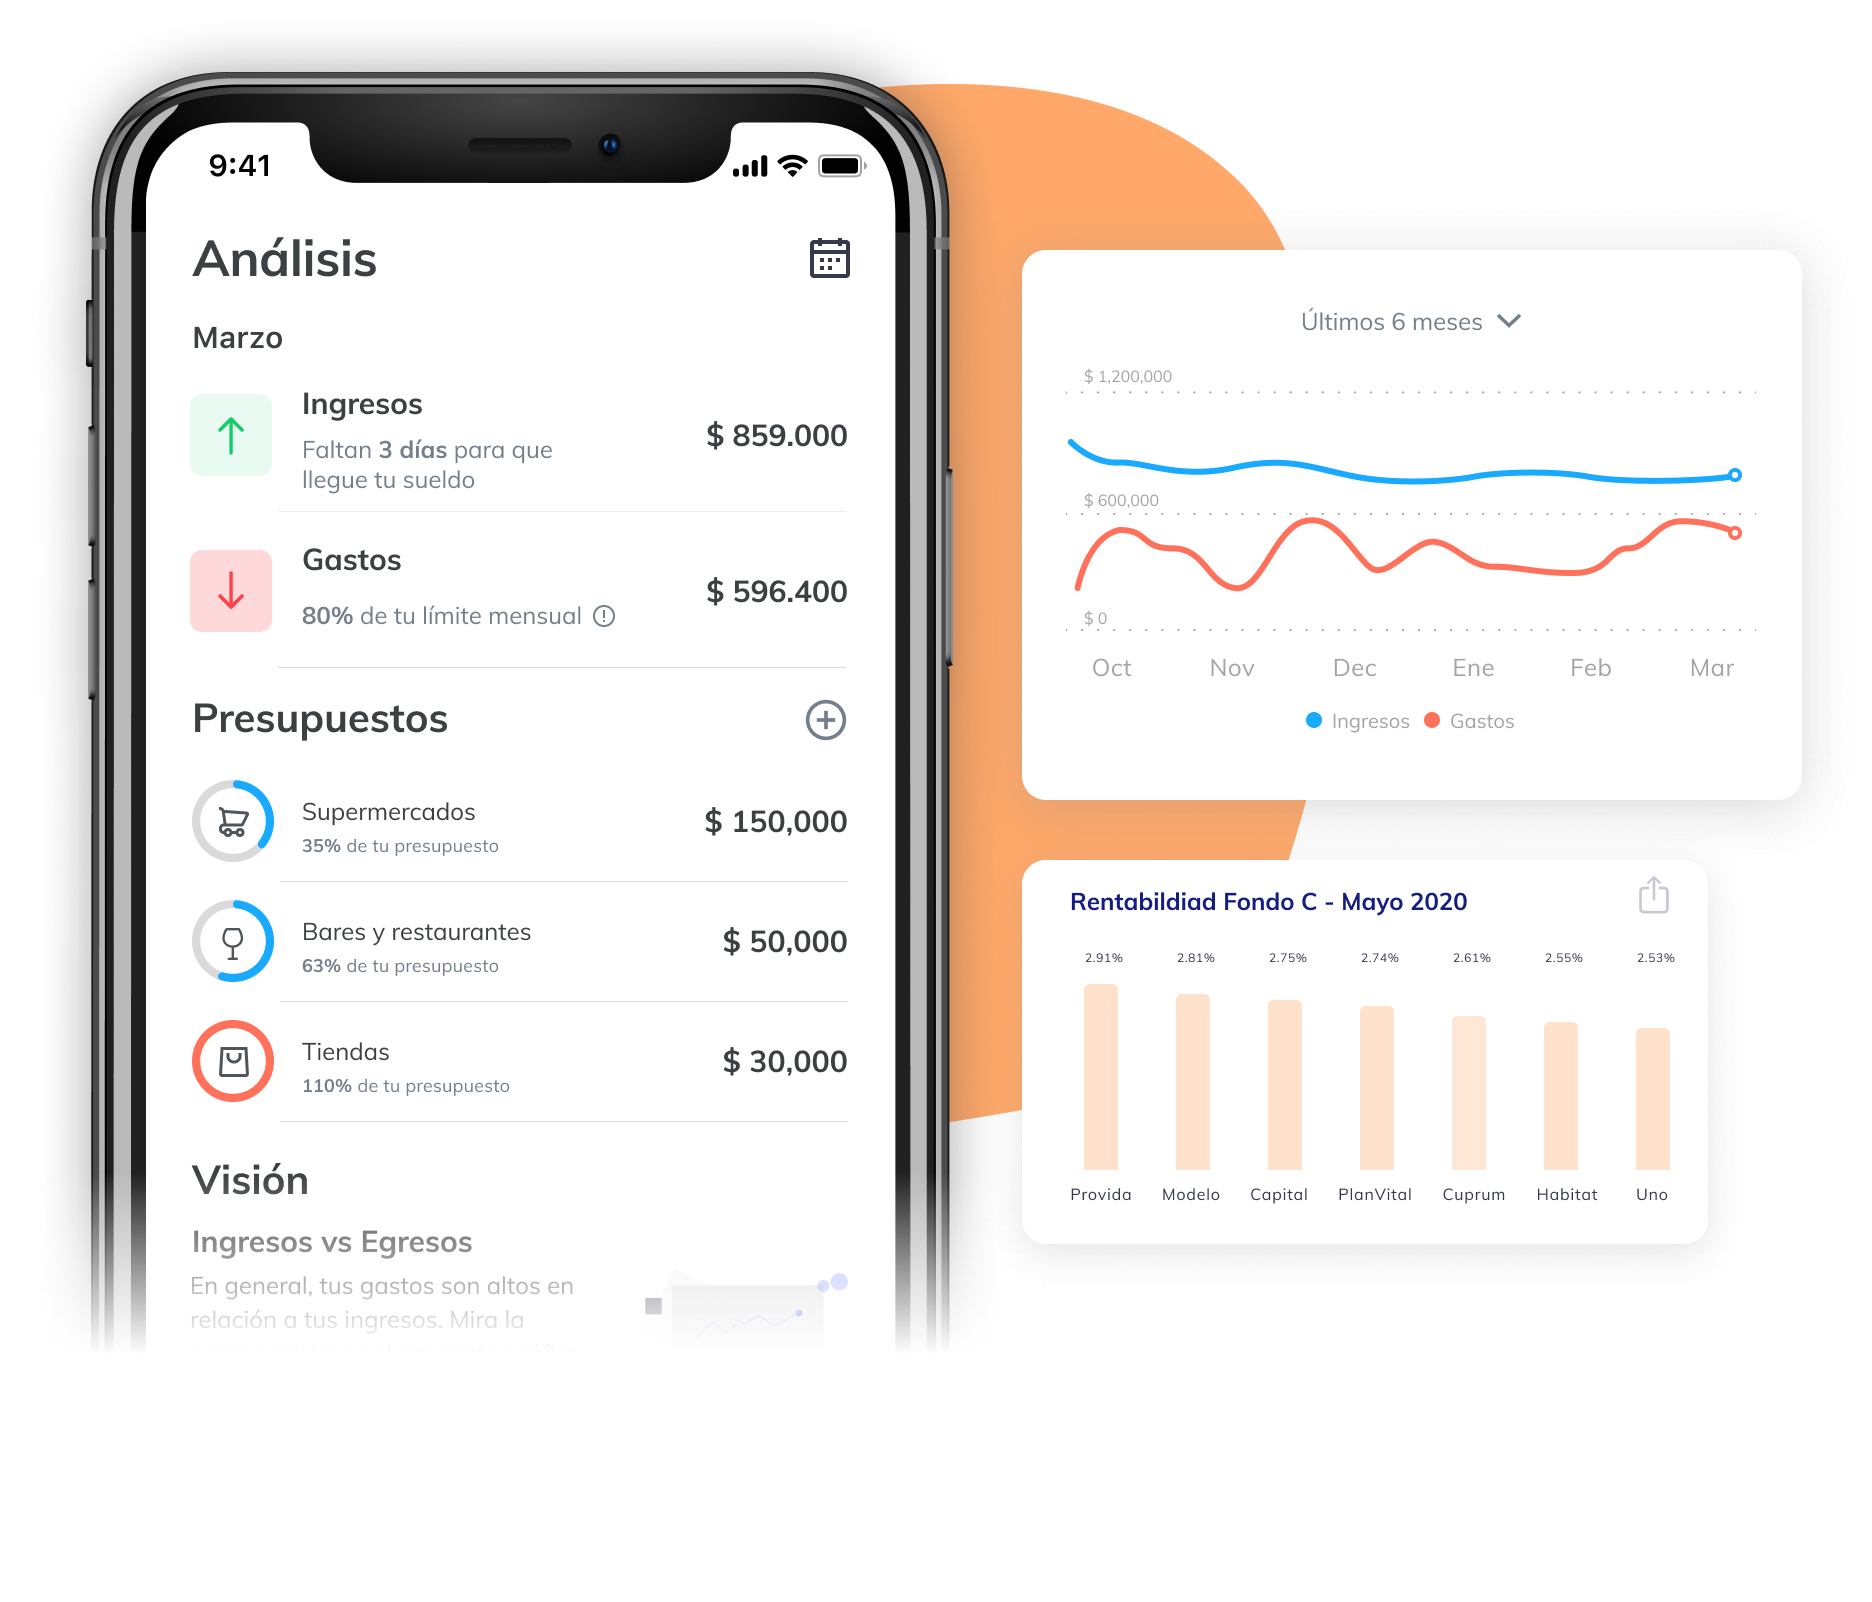 9:41
Análisis
Marzo
Ingresos
Faltan 3 días para que
llegue tu sueldo
$ 859.000
Gastos
80% de tu límite mensual
$ 596.400
Presupuestos
Supermercados
35% de tu presupuesto
$ 150,000
Bares y restaurantes
63% de tu presupuesto
$ 50,000
Tiendas
110% de tu presupuesto
$ 30,000
Visión
Ingresos vs Egresos
En general, tus gastos son altos en
relación a tus ingresos. Mira la
Últimos 6 meses
$ 1,200,000
$ 600,000
$ 0
Oct Nov Dec Ene Feb Mar
Ingresos Gastos
Rentabildiad Fondo C - Mayo 2020
2.91% 2.81% 2.75% 2.74% 2.61% 2.55% 2.53%
Provida Modelo Capital PlanVital Cuprum Habitat Uno